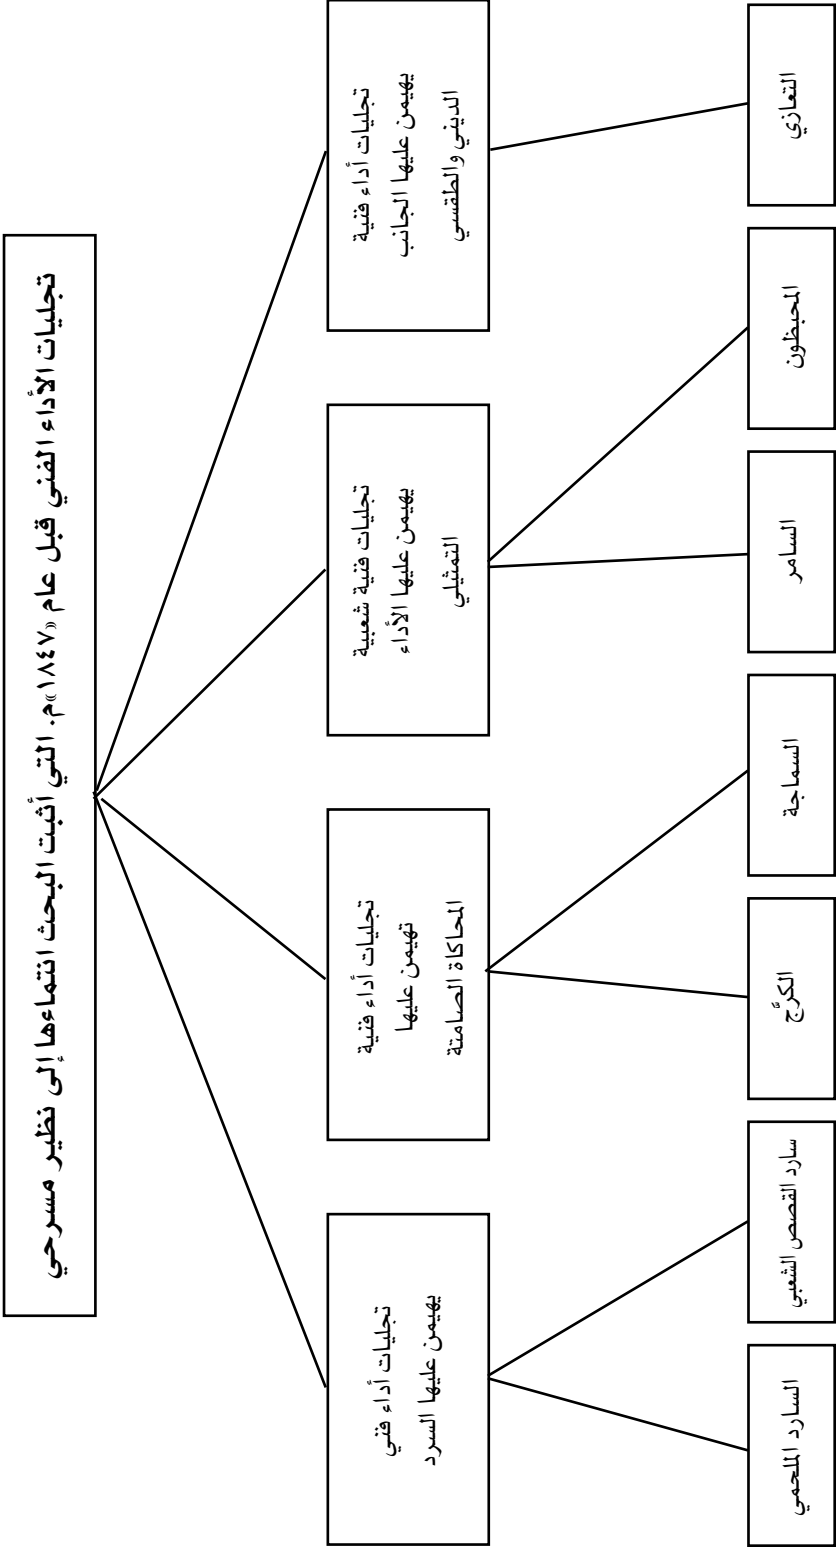 تجليات الأداء الفني قبل عام «١٨٤٧»م. التي أثبت البحث انتماءها إلى نظير مسرحي
تجليات أداء فنية
يهيمن عليها الجانب
الديني والطقسي
تجليات فنية شعبية
يهيمن عليها الأداء
التمثيلي
تجليات أداء فنية
تهيمن عليها
المحاكاة الصامتة
تجليات أداء فني
يهيمن عليها السرد
التعازي
المحبظون
السامر
السماجة
الكرَّج
سارد القصص الشعبي
السارد الملحمي